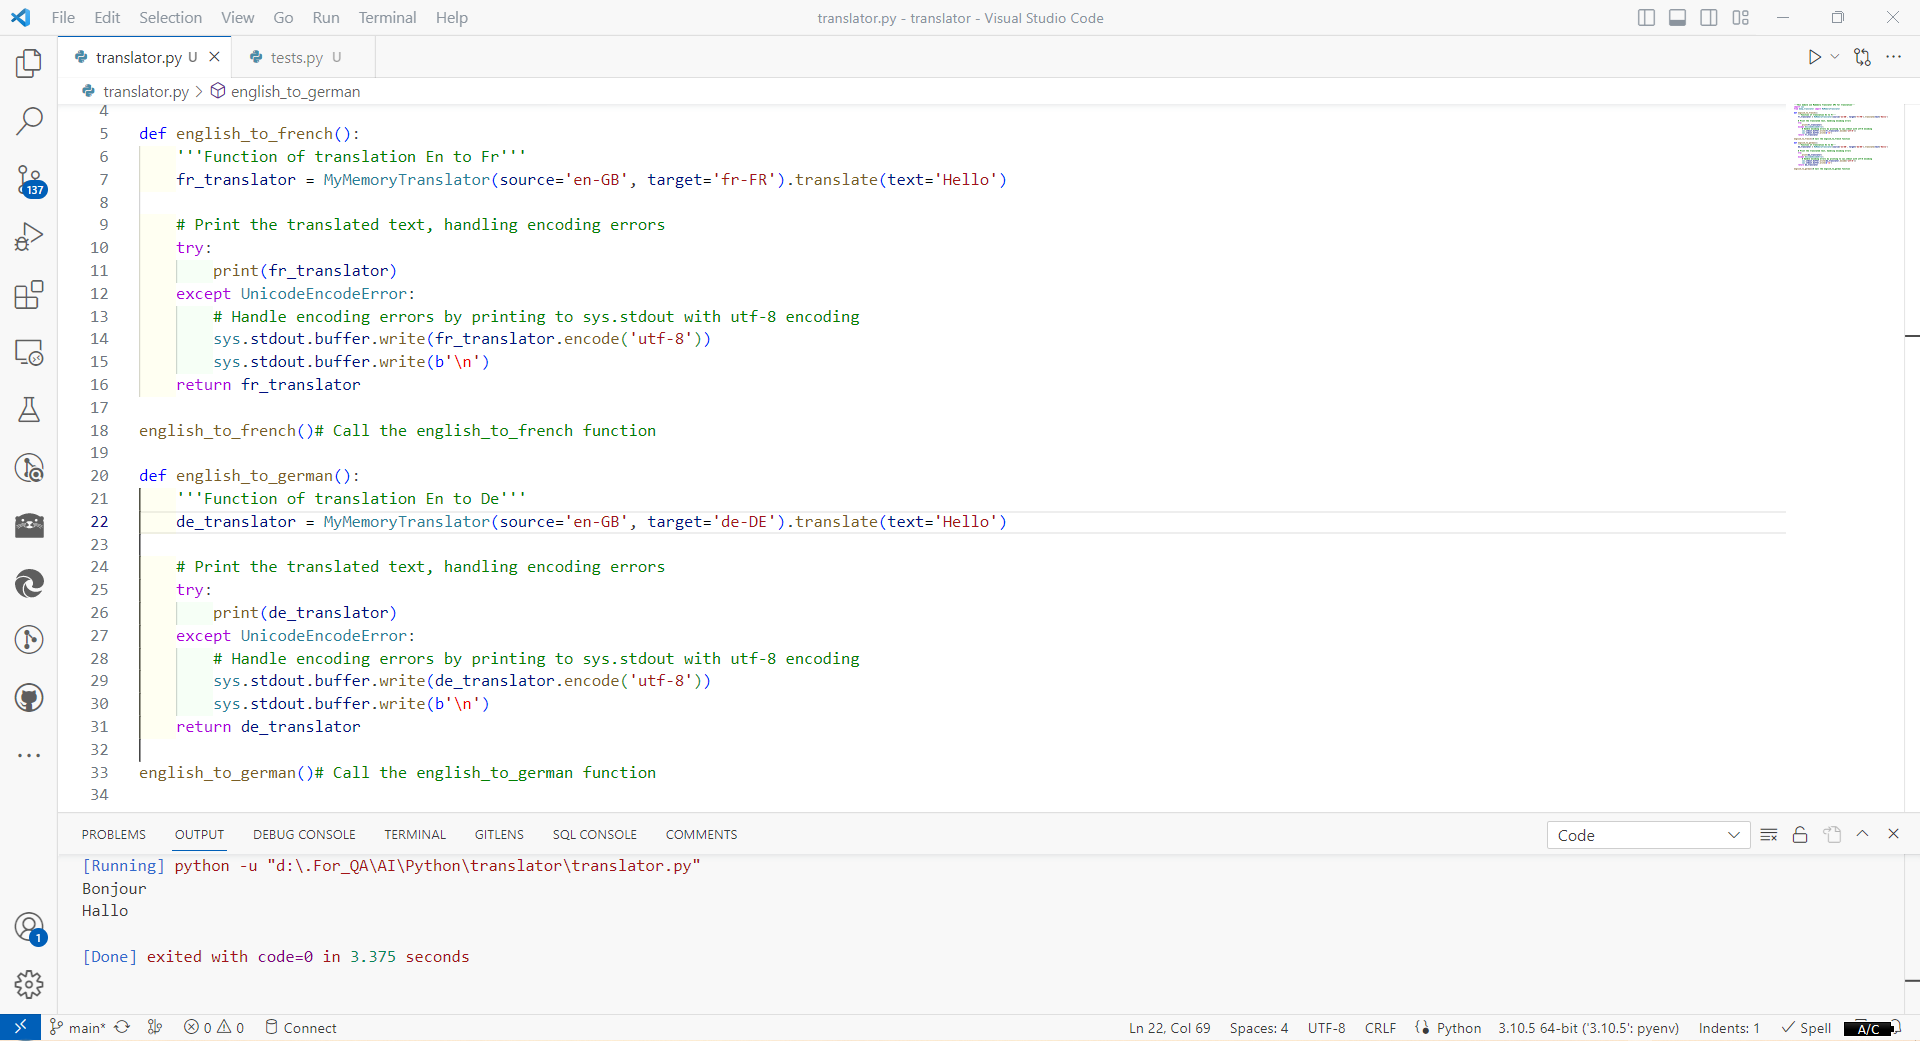 File Edit Selection View Go Run Terminal Help
translator.py - translator - Visual Studio Code
translator.py U
tests.py U
translator.py > english_to_german
4
5 def english_to_french():
6     '''Function of translation En to Fr'''
7     fr_translator = MyMemoryTranslator(source='en-GB', target='fr-FR').translate(text='Hello')
8
9     # Print the translated text, handling encoding errors
10     try:
11         print(fr_translator)
12     except UnicodeEncodeError:
13         # Handle encoding errors by printing to sys.stdout with utf-8 encoding
14         sys.stdout.buffer.write(fr_translator.encode('utf-8'))
15         sys.stdout.buffer.write(b'\n')
16     return fr_translator
17
18 english_to_french()# Call the english_to_french function
19
20 def english_to_german():
21     '''Function of translation En to De'''
22     de_translator = MyMemoryTranslator(source='en-GB', target='de-DE').translate(text='Hello')
23
24     # Print the translated text, handling encoding errors
25     try:
26         print(de_translator)
27     except UnicodeEncodeError:
28         # Handle encoding errors by printing to sys.stdout with utf-8 encoding
29         sys.stdout.buffer.write(de_translator.encode('utf-8'))
30         sys.stdout.buffer.write(b'\n')
31     return de_translator
32
33 english_to_german()# Call the english_to_german function
34
137
1
PROBLEMS OUTPUT DEBUG CONSOLE TERMINAL GITLENS SQL CONSOLE COMMENTS
Code
[Running] python -u "d:\.For_QA\AI\Python\translator\translator.py"
Bonjour
Hallo
[Done] exited with code=0 in 3.375 seconds
main* 0 0 Connect
Ln 22, Col 69 Spaces: 4 UTF-8 CRLF Python 3.10.5 64-bit ('3.10.5': pyenv) Indents: 1 Spell A/C